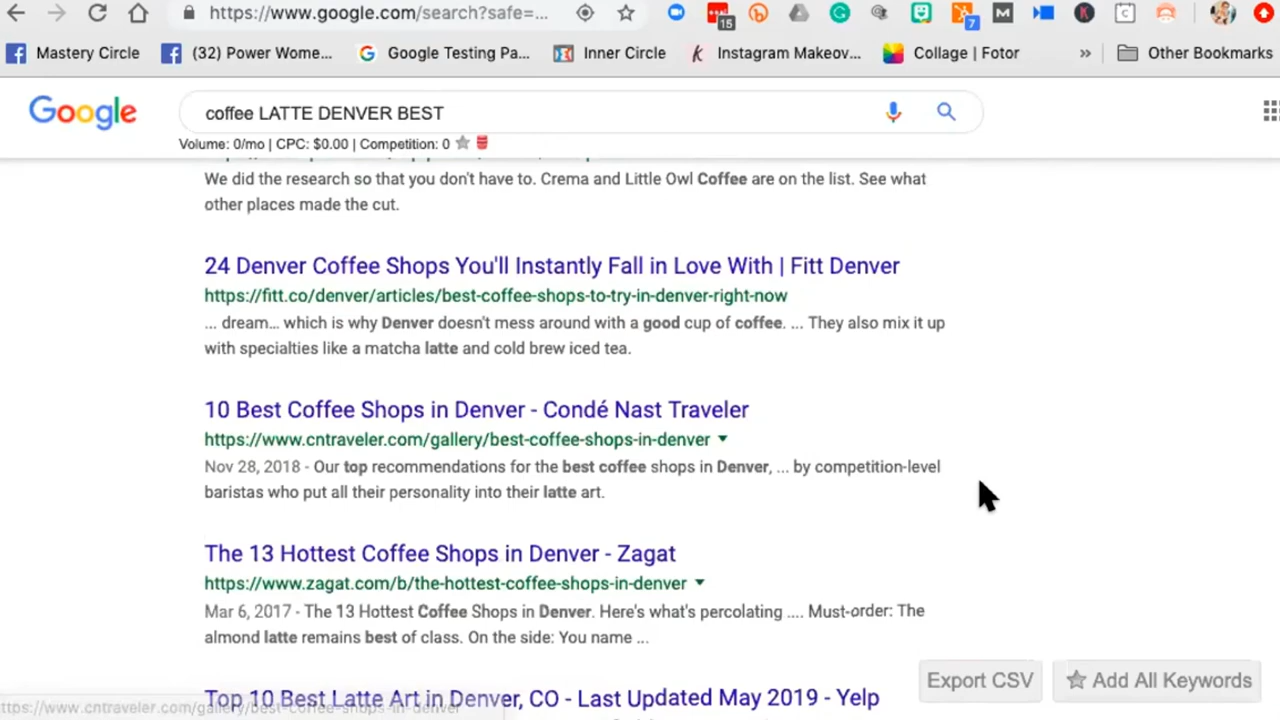 https://www.google.com/search?safe=...
15
7
Mastery Circle
(32) Power Wome...
Google Testing Pa...
Inner Circle
Instagram Makeov...
Collage | Fotor
»
Other Bookmarks
Google
coffee LATTE DENVER BEST
Volume: 0/mo | CPC: $0.00 | Competition: 0
We did the research so that you don't have to. Crema and Little Owl Coffee are on the list. See what
other places made the cut.
24 Denver Coffee Shops You'll Instantly Fall in Love With | Fitt Denver
https://fitt.co/denver/articles/best-coffee-shops-to-try-in-denver-right-now
... dream... which is why Denver doesn't mess around with a good cup of coffee. ... They also mix it up
with specialties like a matcha latte and cold brew iced tea.
10 Best Coffee Shops in Denver - Condé Nast Traveler
https://www.cntraveler.com/gallery/best-coffee-shops-in-denver
Nov 28, 2018 - Our top recommendations for the best coffee shops in Denver, ... by competition-level
baristas who put all their personality into their latte art.
The 13 Hottest Coffee Shops in Denver - Zagat
https://www.zagat.com/b/the-hottest-coffee-shops-in-denver
Mar 6, 2017 - The 13 Hottest Coffee Shops in Denver. Here's what's percolating .... Must-order: The
almond latte remains best of class. On the side: You name ...
Export CSV
Add All Keywords
Top 10 Best Latte Art in Denver, CO - Last Updated May 2019 - Yelp
ttps://www.cntraveler.com/gallery/best-coffee-shops-in-denver